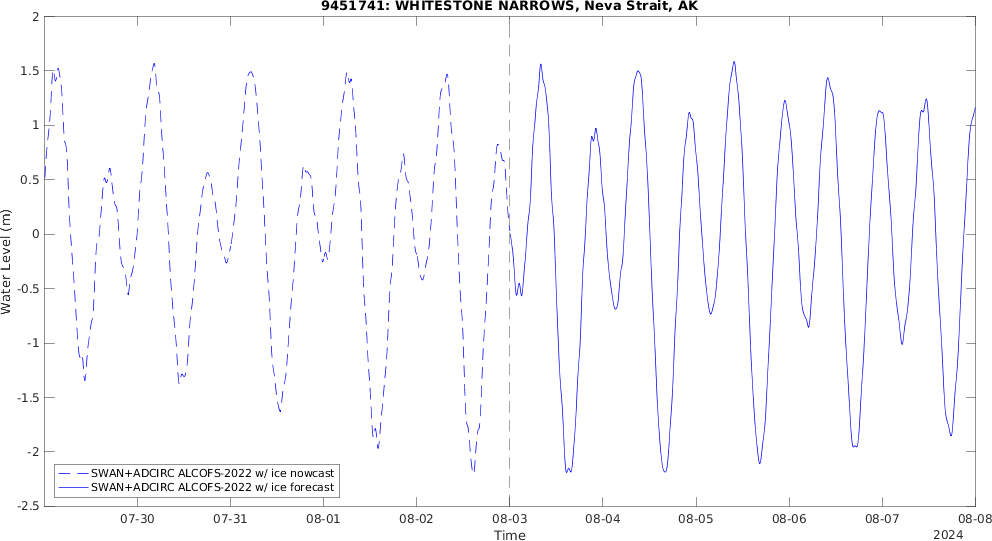 9451741: WHITESTONE NARROWS, Neva Strait, AK
2
1.5
1
0.5
0
-0.5
-1
-1.5
-2
-2.5
Water Level (m)
SWAN+ADCIRC ALCOFS-2022 w/ ice nowcast
SWAN+ADCIRC ALCOFS-2022 w/ ice forecast
07-30 07-31 08-01 08-02 08-03 08-04 08-05 08-06 08-07 08-08
Time
2024